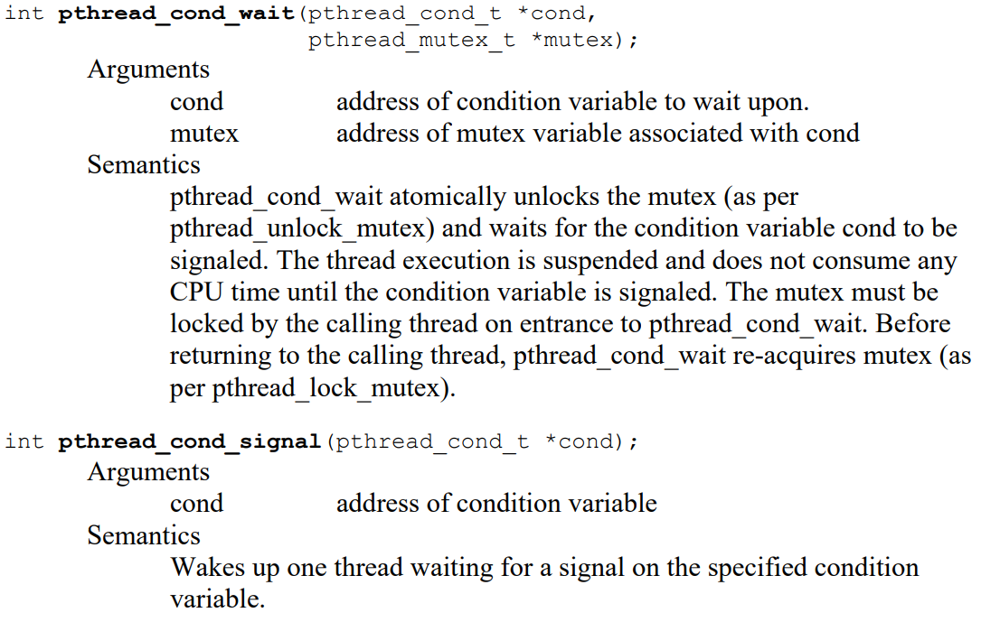 int pthread_cond_wait(pthread_cond_t *cond,
pthread_mutex_t *mutex);
Arguments
cond address of condition variable to wait upon.
mutex address of mutex variable associated with cond
Semantics
pthread_cond_wait atomically unlocks the mutex (as per
pthread_unlock_mutex) and waits for the condition variable cond to be
signaled. The thread execution is suspended and does not consume any
CPU time until the condition variable is signaled. The mutex must be
locked by the calling thread on entrance to pthread_cond_wait. Before
returning to the calling thread, pthread_cond_wait re-acquires mutex (as
per pthread_lock_mutex).
int pthread_cond_signal(pthread_cond_t *cond);
Arguments
cond address of condition variable
Semantics
Wakes up one thread waiting for a signal on the specified condition
variable.